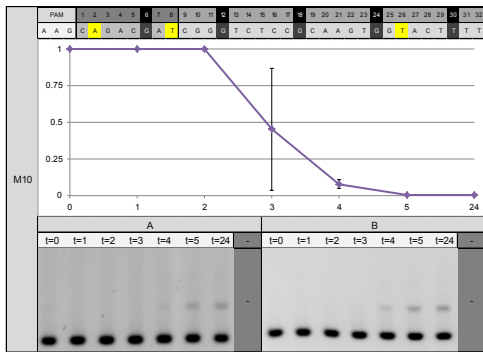 PAM 1 2 3 4 5 6 7 8 9 10 11 12 13 14 15 16 17 18 19 20 21 22 23 24 25 26 27 28 29 30 31 32
A A G C A G A C G A T C G G G T C T C C G C A A G T G G T A C T T T T
1
0.75
0.5
0.25
0
M10
0 1 2 3 4 5 24
A B
t=0 t=1 t=2 t=3 t=4 t=5 t=24 - t=0 t=1 t=2 t=3 t=4 t=5 t=24 -
- -